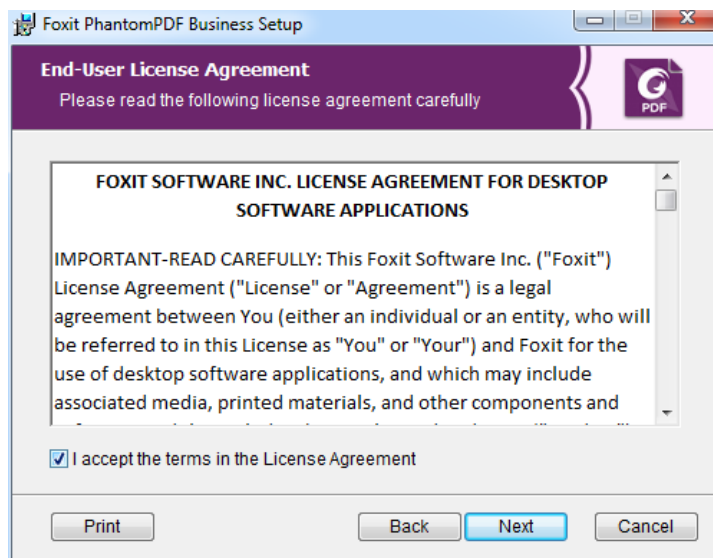 Foxit PhantomPDF Business Setup
End-User License Agreement
Please read the following license agreement carefully
PDF
FOXIT SOFTWARE INC. LICENSE AGREEMENT FOR DESKTOP
SOFTWARE APPLICATIONS
IMPORTANT-READ CAREFULLY: This Foxit Software Inc. ("Foxit")
License Agreement ("License" or "Agreement") is a legal
agreement between You (either an individual or an entity, who will
be referred to in this License as "You" or "Your") and Foxit for the
use of desktop software applications, and which may include
associated media, printed materials, and other components and
I accept the terms in the License Agreement
Print
Back
Next
Cancel